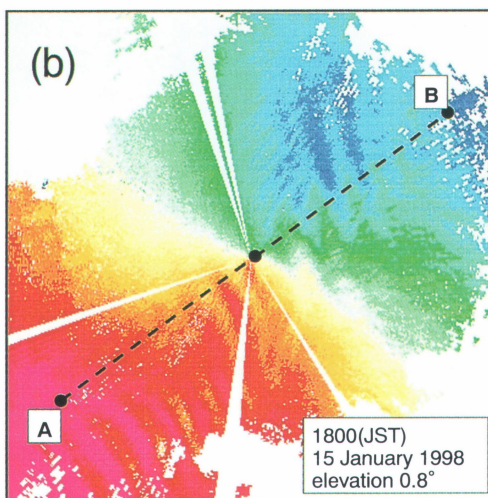 (b)
B
A
1800(JST)
15 January 1998
elevation 0.8°